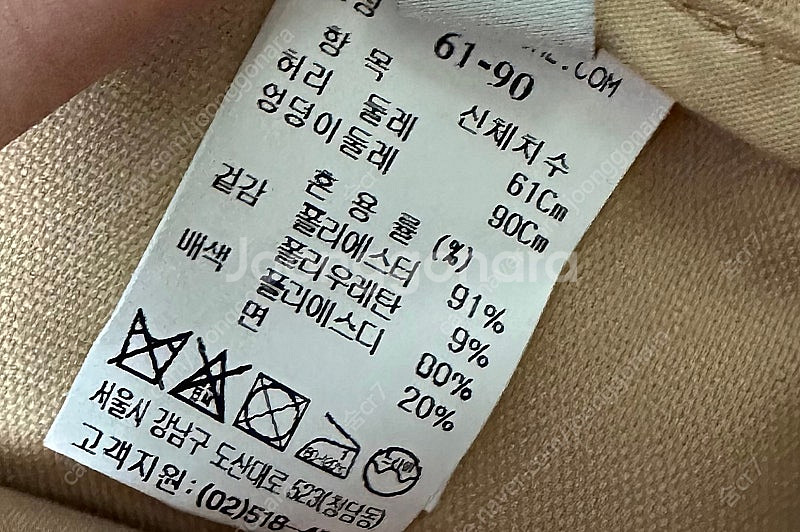 61-90
.COM
항 목 신체치수
허리 둘레 61Cm
엉덩이둘레 90Cm
혼 용 률 (%)
겉감 폴리에스터 91%
폴리우레탄 9%
배색 폴리에스터 80%
면 20%
서울시 강남구 도산대로 523(청담동)
고객지원:(02)518-
Joonggonara